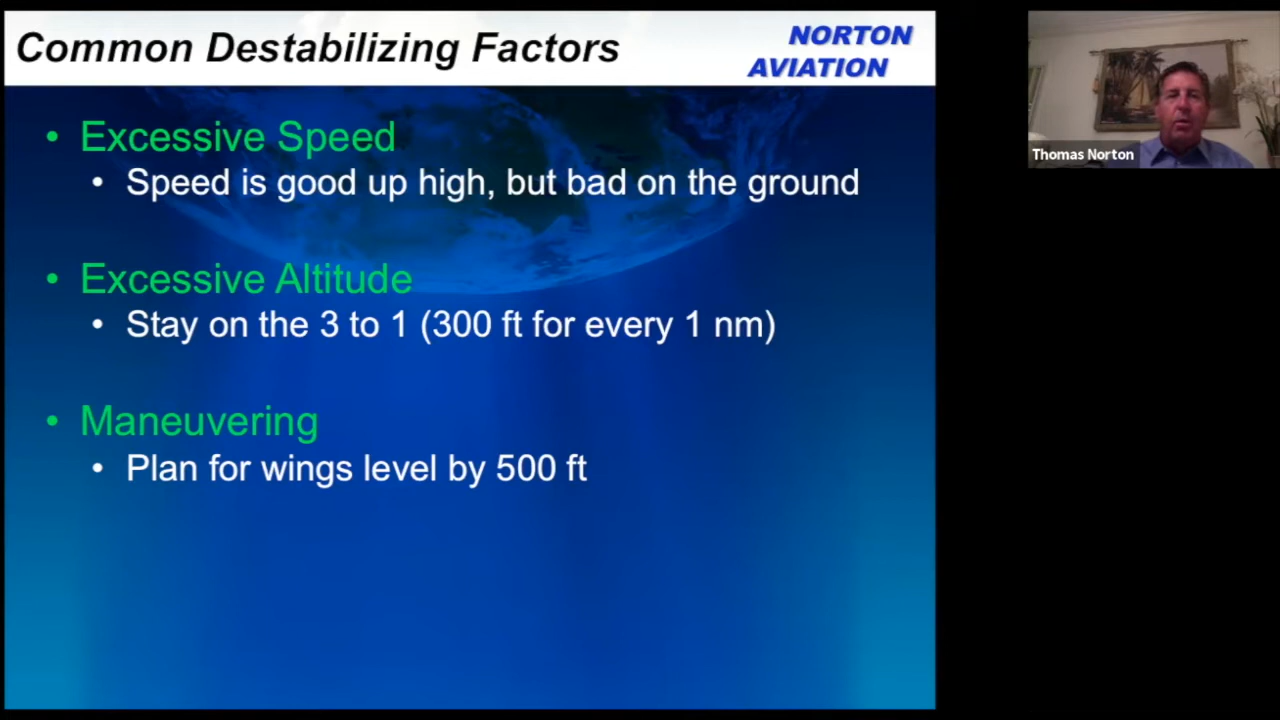 Common Destabilizing Factors
NORTON
AVIATION
• Excessive Speed
• Speed is good up high, but bad on the ground
• Excessive Altitude
• Stay on the 3 to 1 (300 ft for every 1 nm)
• Maneuvering
• Plan for wings level by 500 ft
Thomas Norton